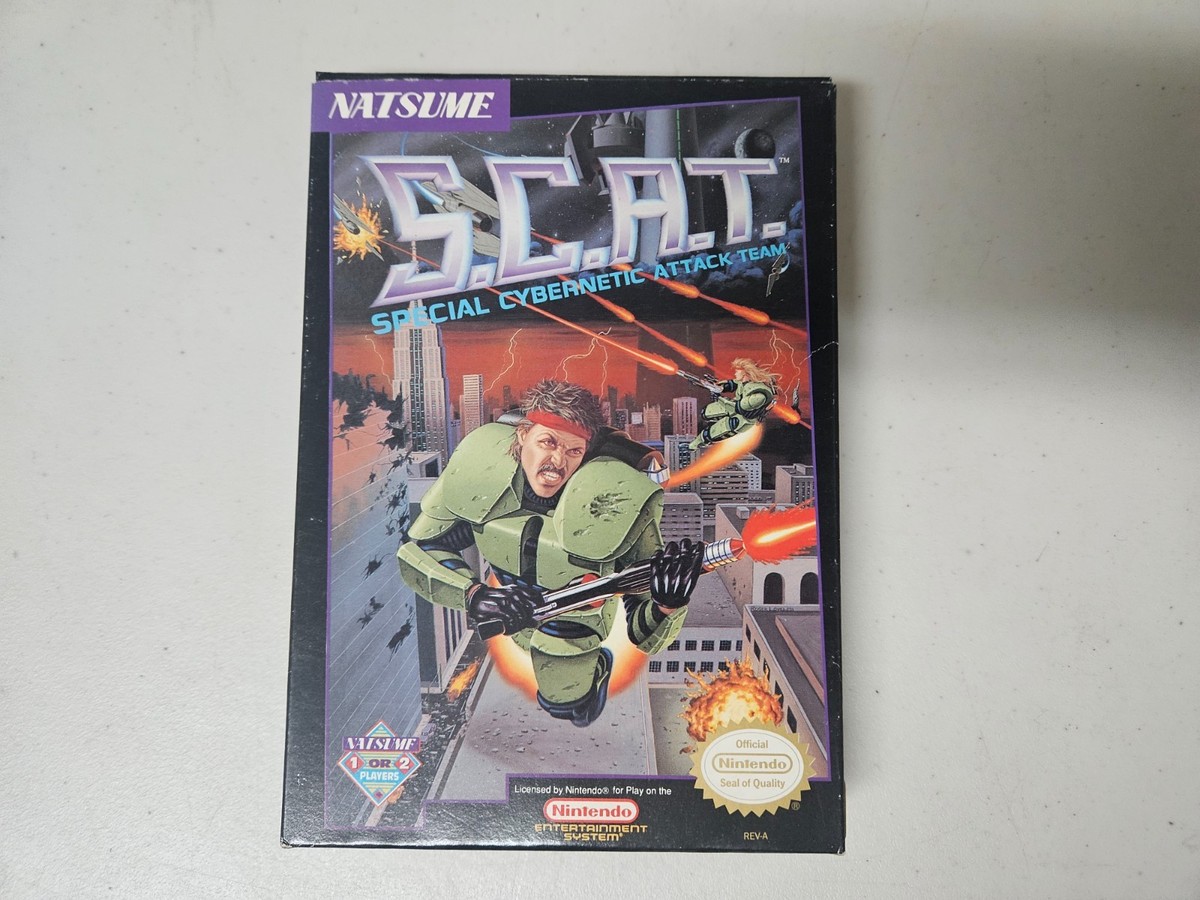 NATSUME
S.C.A.T.™
SPECIAL CYBERNETIC ATTACK TEAM
NATSUME
1 OR 2
PLAYERS
Official
Nintendo
Seal of Quality
®
Licensed by Nintendo® for Play on the
Nintendo
ENTERTAINMENT
SYSTEM®
REV-A